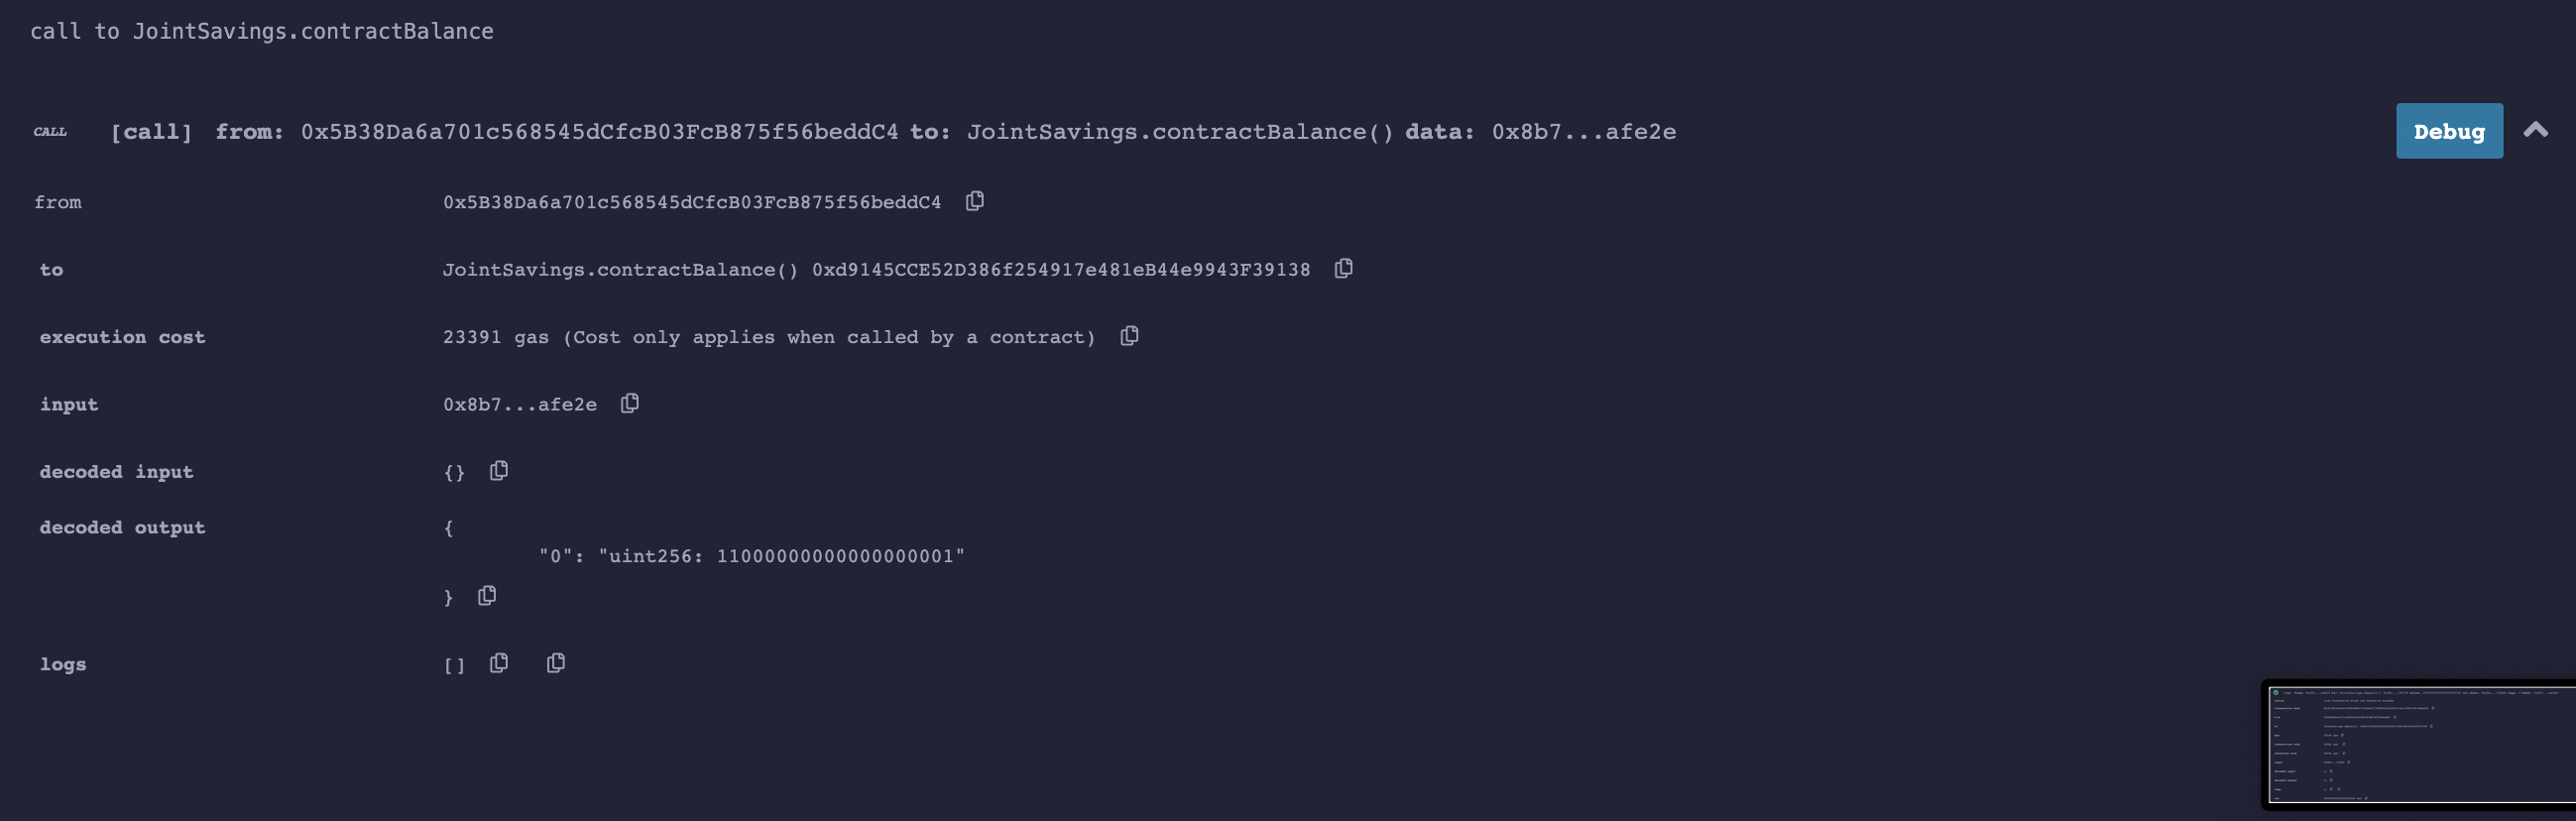 call to JointSavings.contractBalance
CALL [call] from: 0x5B38Da6a701c568545dCfcB03FcB875f56beddC4 to: JointSavings.contractBalance() data: 0x8b7...afe2e Debug
from 0x5B38Da6a701c568545dCfcB03FcB875f56beddC4
to JointSavings.contractBalance() 0xd9145CCE52D386f254917e481eB44e9943F39138
execution cost 23391 gas (Cost only applies when called by a contract)
input 0x8b7...afe2e
decoded input {}
decoded output {
"0": "uint256: 11000000000000000001"
}
logs []